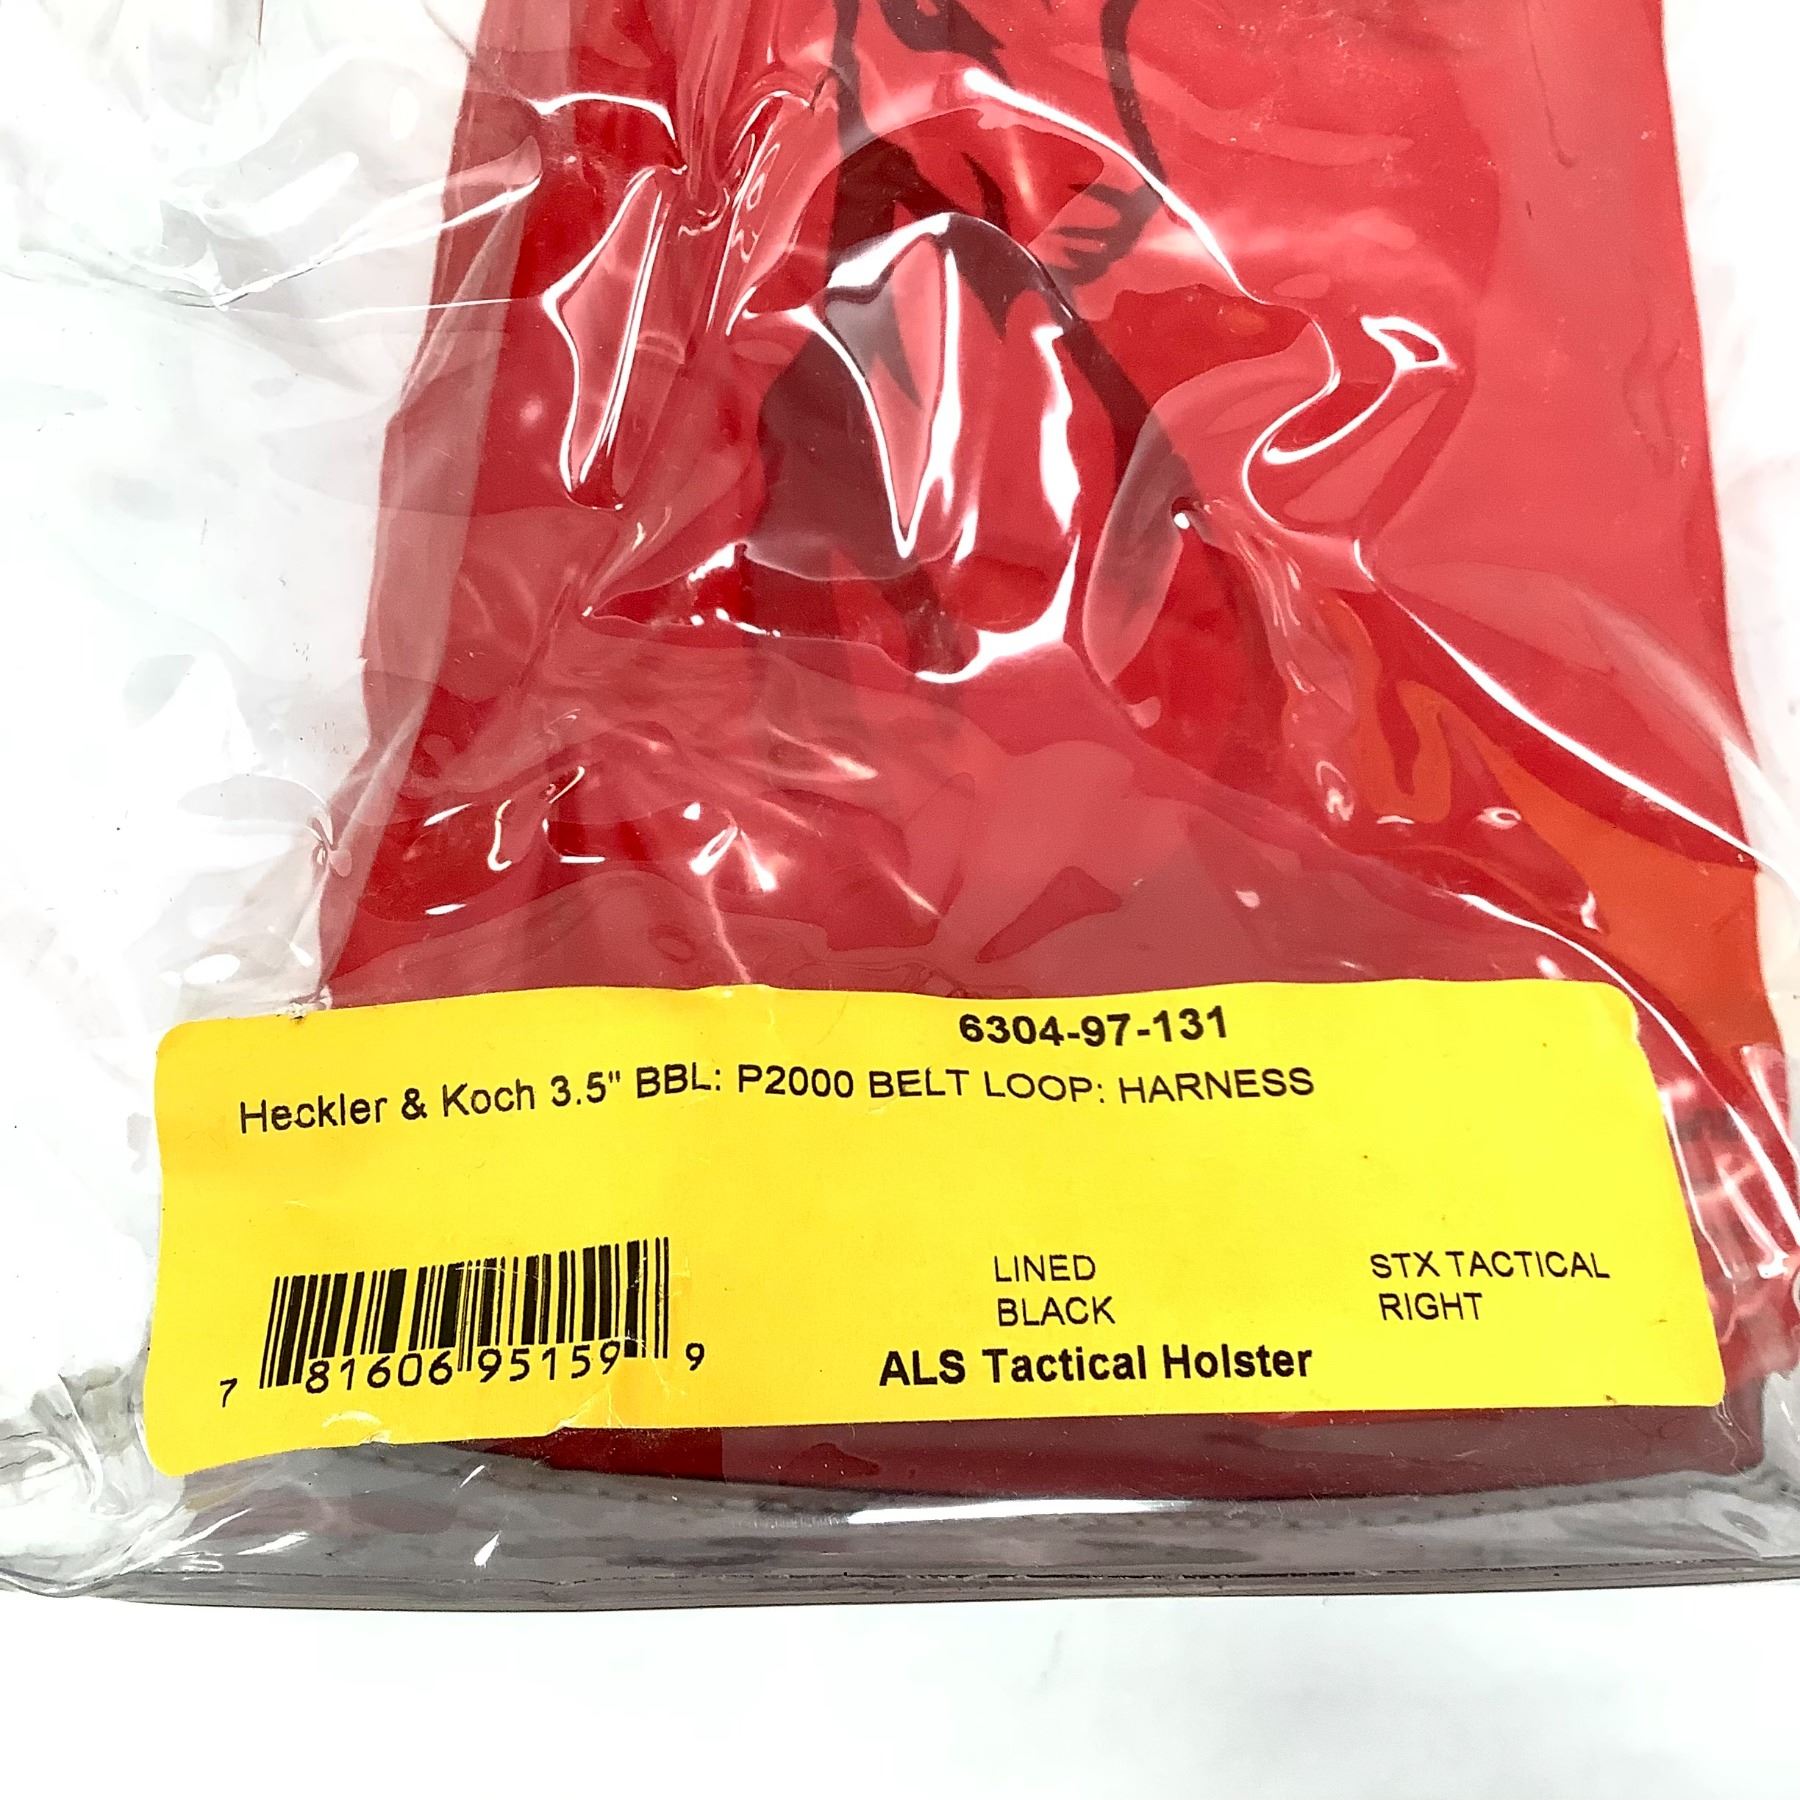 6304-97-131
Heckler & Koch 3.5" BBL: P2000 BELT LOOP: HARNESS
LINED STX TACTICAL
BLACK RIGHT
ALS Tactical Holster
7 81606 95159 9